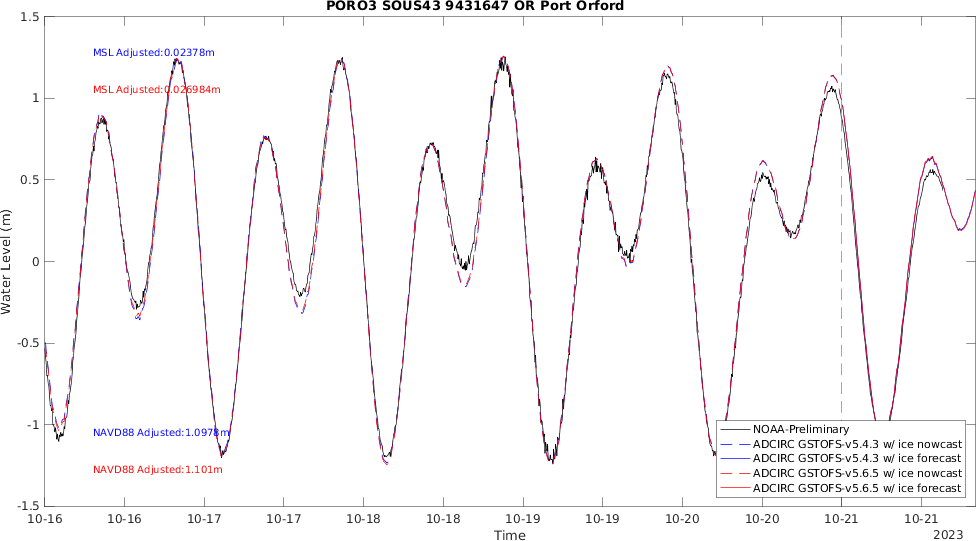 PORO3 SOUS43 9431647 OR Port Orford
1.5
MSL Adjusted:0.02378m
MSL Adjusted:0.026984m
1
0.5
0
-0.5
-1
-1.5
Water Level (m)
NAVD88 Adjusted:1.0978m
NAVD88 Adjusted:1.101m
NOAA-Preliminary
ADCIRC GSTOFS-v5.4.3 w/ ice nowcast
ADCIRC GSTOFS-v5.4.3 w/ ice forecast
ADCIRC GSTOFS-v5.6.5 w/ ice nowcast
ADCIRC GSTOFS-v5.6.5 w/ ice forecast
10-16 10-16 10-17 10-17 10-18 10-18 10-19 10-19 10-20 10-20 10-21 10-21
Time
2023